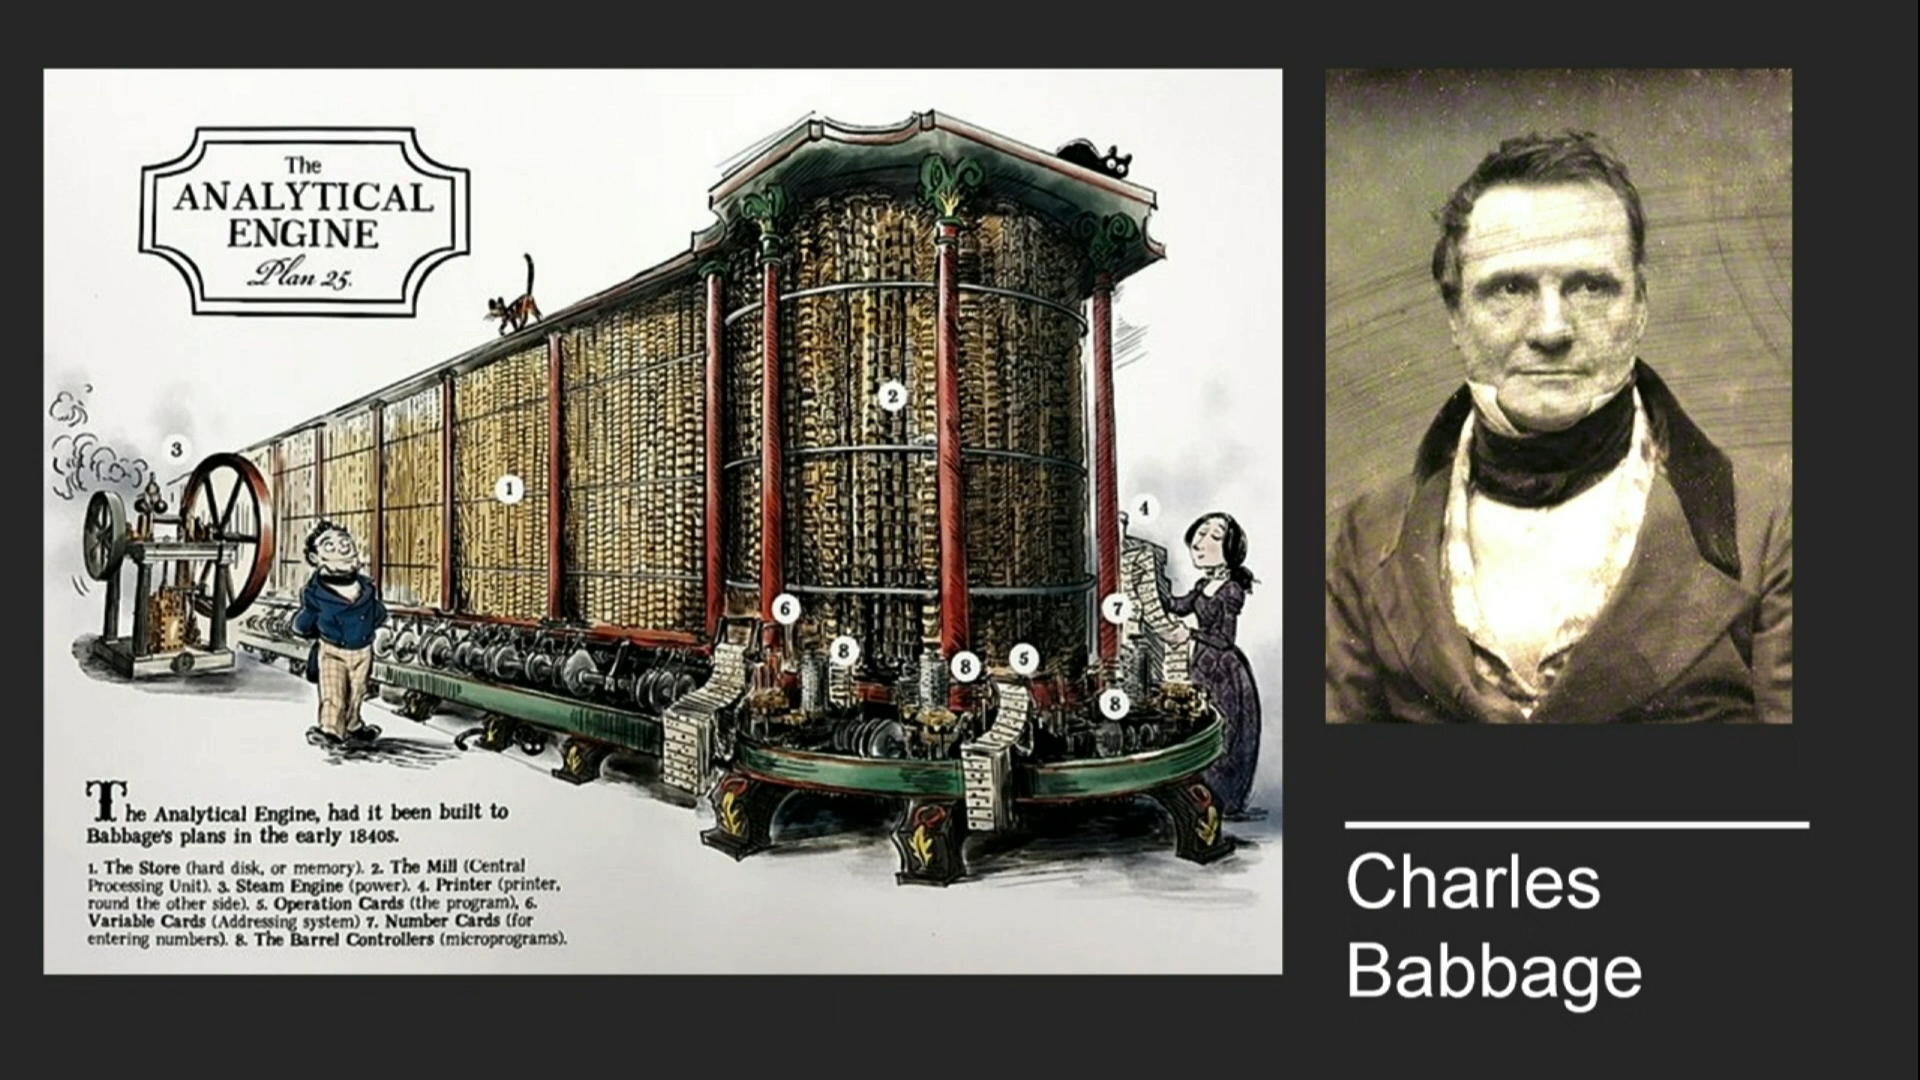 The
ANALYTICAL
ENGINE
Plan 25.
3
2
1
4
6
7
8
8
5
8
The Analytical Engine, had it been built to
Babbage's plans in the early 1840s.
1. The Store (hard disk, or memory). 2. The Mill (Central
Processing Unit). 3. Steam Engine (power). 4. Printer (printer,
round the other side). 5. Operation Cards (the program), 6.
Variable Cards (Addressing system) 7. Number Cards (for
entering numbers). 8. The Barrel Controllers (microprograms).
Charles
Babbage